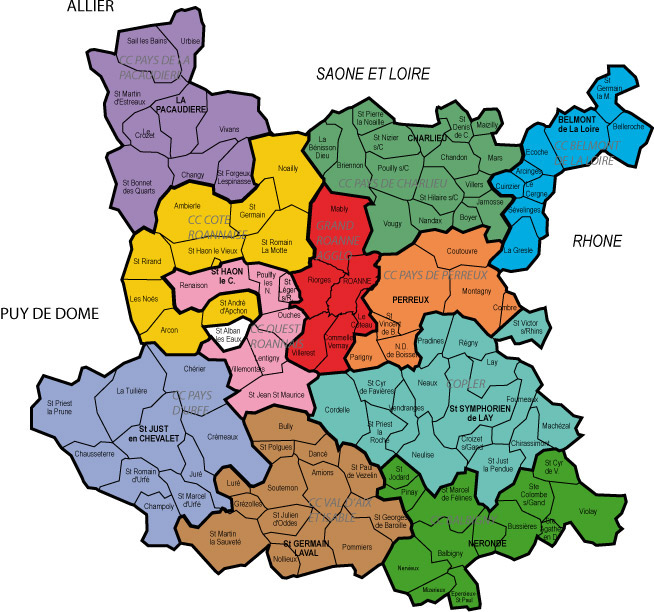 ALLIER
SAONE ET LOIRE
RHONE
PUY DE DOME
Sail les Bains
Urbise
CC PAYS DE LA
PACAUDIERE
St Martin
d'Estreaux
LA
PACAUDIERE
Le
Crozet
Vivans
St Bonnet
des Quarts
Changy
St Forgeux
Lespinasse
Noailly
Ambierle
St
Germain
CC COTE
ROANNAISE
St Haon le Vieux
St Romain
La Motte
St Rirand
Les Noës
Arcon
St André
d'Apchon
St Alban
les Eaux
St HAON
le C.
Renaison
Pouilly
les
N
St
Léger
s/R
Ouches
CC OUEST
ROANNAIS
Lentigny
Villemontais
St Jean St Maurice
Mably
GRAND
ROANNE
AGGLO
Riorges
ROANNE
Le
Coteau
Commelle
Vernay
Villerest
St Pierre
la Noaille
La
Bénisson
Dieu
St Nizier
s/C
CHARLIEU
St
Denis
de C
Maizilly
Briennon
Pouilly s/C
Chandon
Mars
CC PAYS DE CHARLIEU
Villers
St Hilaire s/C
Jarnosse
Vougy
Nandax
Boyer
St
Germain
la M.
BELMONT
de La Loire
Belleroche
Ecoche
CC BELMONT
DE LA LOIRE
Arcinges
Cuinzier
Le
Cergne
Sévelinges
La Gresle
Coutouvre
CC PAYS DE PERREUX
PERREUX
Montagny
Combre
St
Vincent
de B.
N.D.
de Boisset
Parigny
St Victor
s/Rhins
Pradines
Régny
Lay
St Cyr
de Favières
Neaux
COPLER
Fourneaux
Cordelle
Vendranges
St SYMPHORIEN
de LAY
Machézal
St Priest
la
Roche
Croizet
s/Gand
Chirassimont
Neulise
St Just
la Pendue
Chérier
La Tuilière
St Priest
la Prune
CC PAYS
D'URFE
St JUST
en CHEVALET
Crémeaux
Chausseterre
St Romain
d'Urfé
Juré
St Marcel
d'Urfé
Champoly
Bully
St Polgues
Dancé
Amions
St Paul
de Vezelin
Luré
Souternon
Grézolles
CC VAL D'AIX
ET ISABLE
St Julien
d'Oddes
St Georges
de Baroille
St Martin
la Sauveté
St GERMAIN
LAVAL
Pommiers
Nollieux
St
Jodard
Pinay
St Marcel
de Félines
St Cyr
de V.
Ste
Colombe
s/Gand
Violay
Bussières
NERONDE
Balbigny
Nervieux
Mizérieux
Epercieux
St Paul